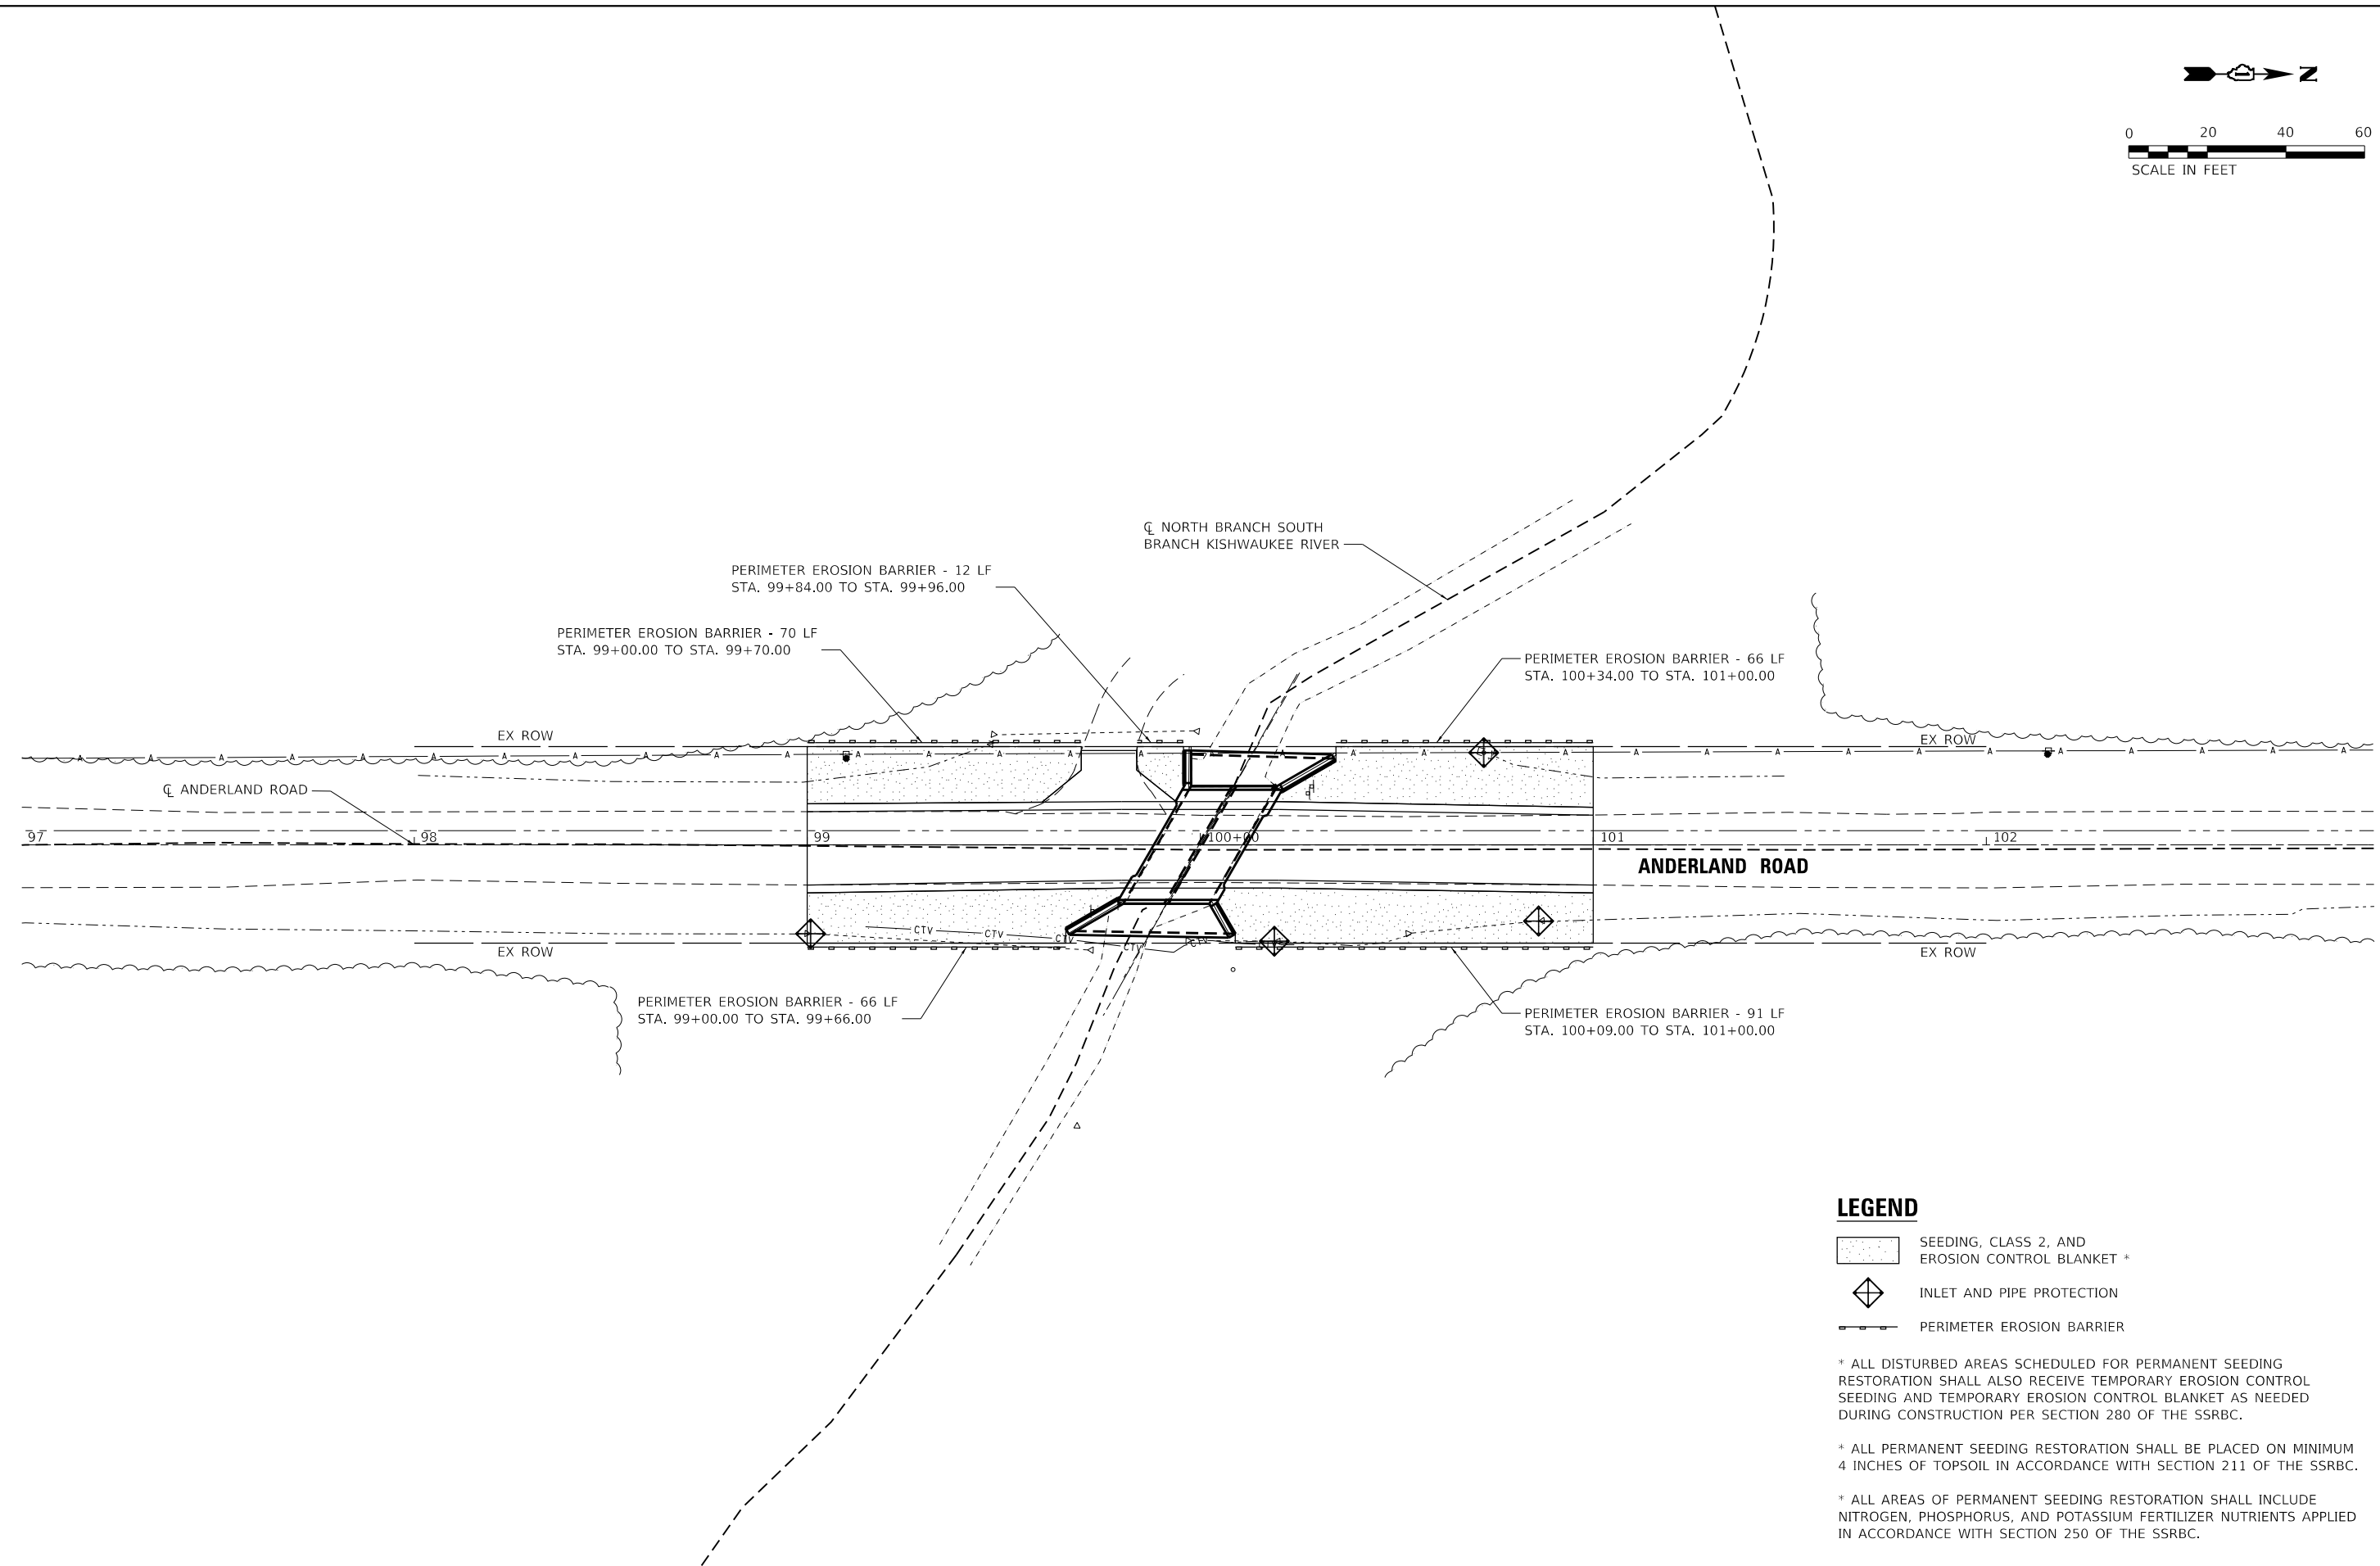 N
0 20 40 60
SCALE IN FEET
℄ NORTH BRANCH SOUTH
BRANCH KISHWAUKEE RIVER
PERIMETER EROSION BARRIER - 12 LF
STA. 99+84.00 TO STA. 99+96.00
PERIMETER EROSION BARRIER - 70 LF
STA. 99+00.00 TO STA. 99+70.00
PERIMETER EROSION BARRIER - 66 LF
STA. 100+34.00 TO STA. 101+00.00
EX ROW
EX ROW
A A A A A A A A A A A A A A A A A A A A A A A A A A A A A A A A A
℄ ANDERLAND ROAD
97 98 99 100+00 101 102
ANDERLAND ROAD
CTV CTV CTV CTV CTV
EX ROW
EX ROW
PERIMETER EROSION BARRIER - 66 LF
STA. 99+00.00 TO STA. 99+66.00
PERIMETER EROSION BARRIER - 91 LF
STA. 100+09.00 TO STA. 101+00.00
LEGEND
SEEDING, CLASS 2, AND
EROSION CONTROL BLANKET *
INLET AND PIPE PROTECTION
PERIMETER EROSION BARRIER
* ALL DISTURBED AREAS SCHEDULED FOR PERMANENT SEEDING
RESTORATION SHALL ALSO RECEIVE TEMPORARY EROSION CONTROL
SEEDING AND TEMPORARY EROSION CONTROL BLANKET AS NEEDED
DURING CONSTRUCTION PER SECTION 280 OF THE SSRBC.
* ALL PERMANENT SEEDING RESTORATION SHALL BE PLACED ON MINIMUM
4 INCHES OF TOPSOIL IN ACCORDANCE WITH SECTION 211 OF THE SSRBC.
* ALL AREAS OF PERMANENT SEEDING RESTORATION SHALL INCLUDE
NITROGEN, PHOSPHORUS, AND POTASSIUM FERTILIZER NUTRIENTS APPLIED
IN ACCORDANCE WITH SECTION 250 OF THE SSRBC.